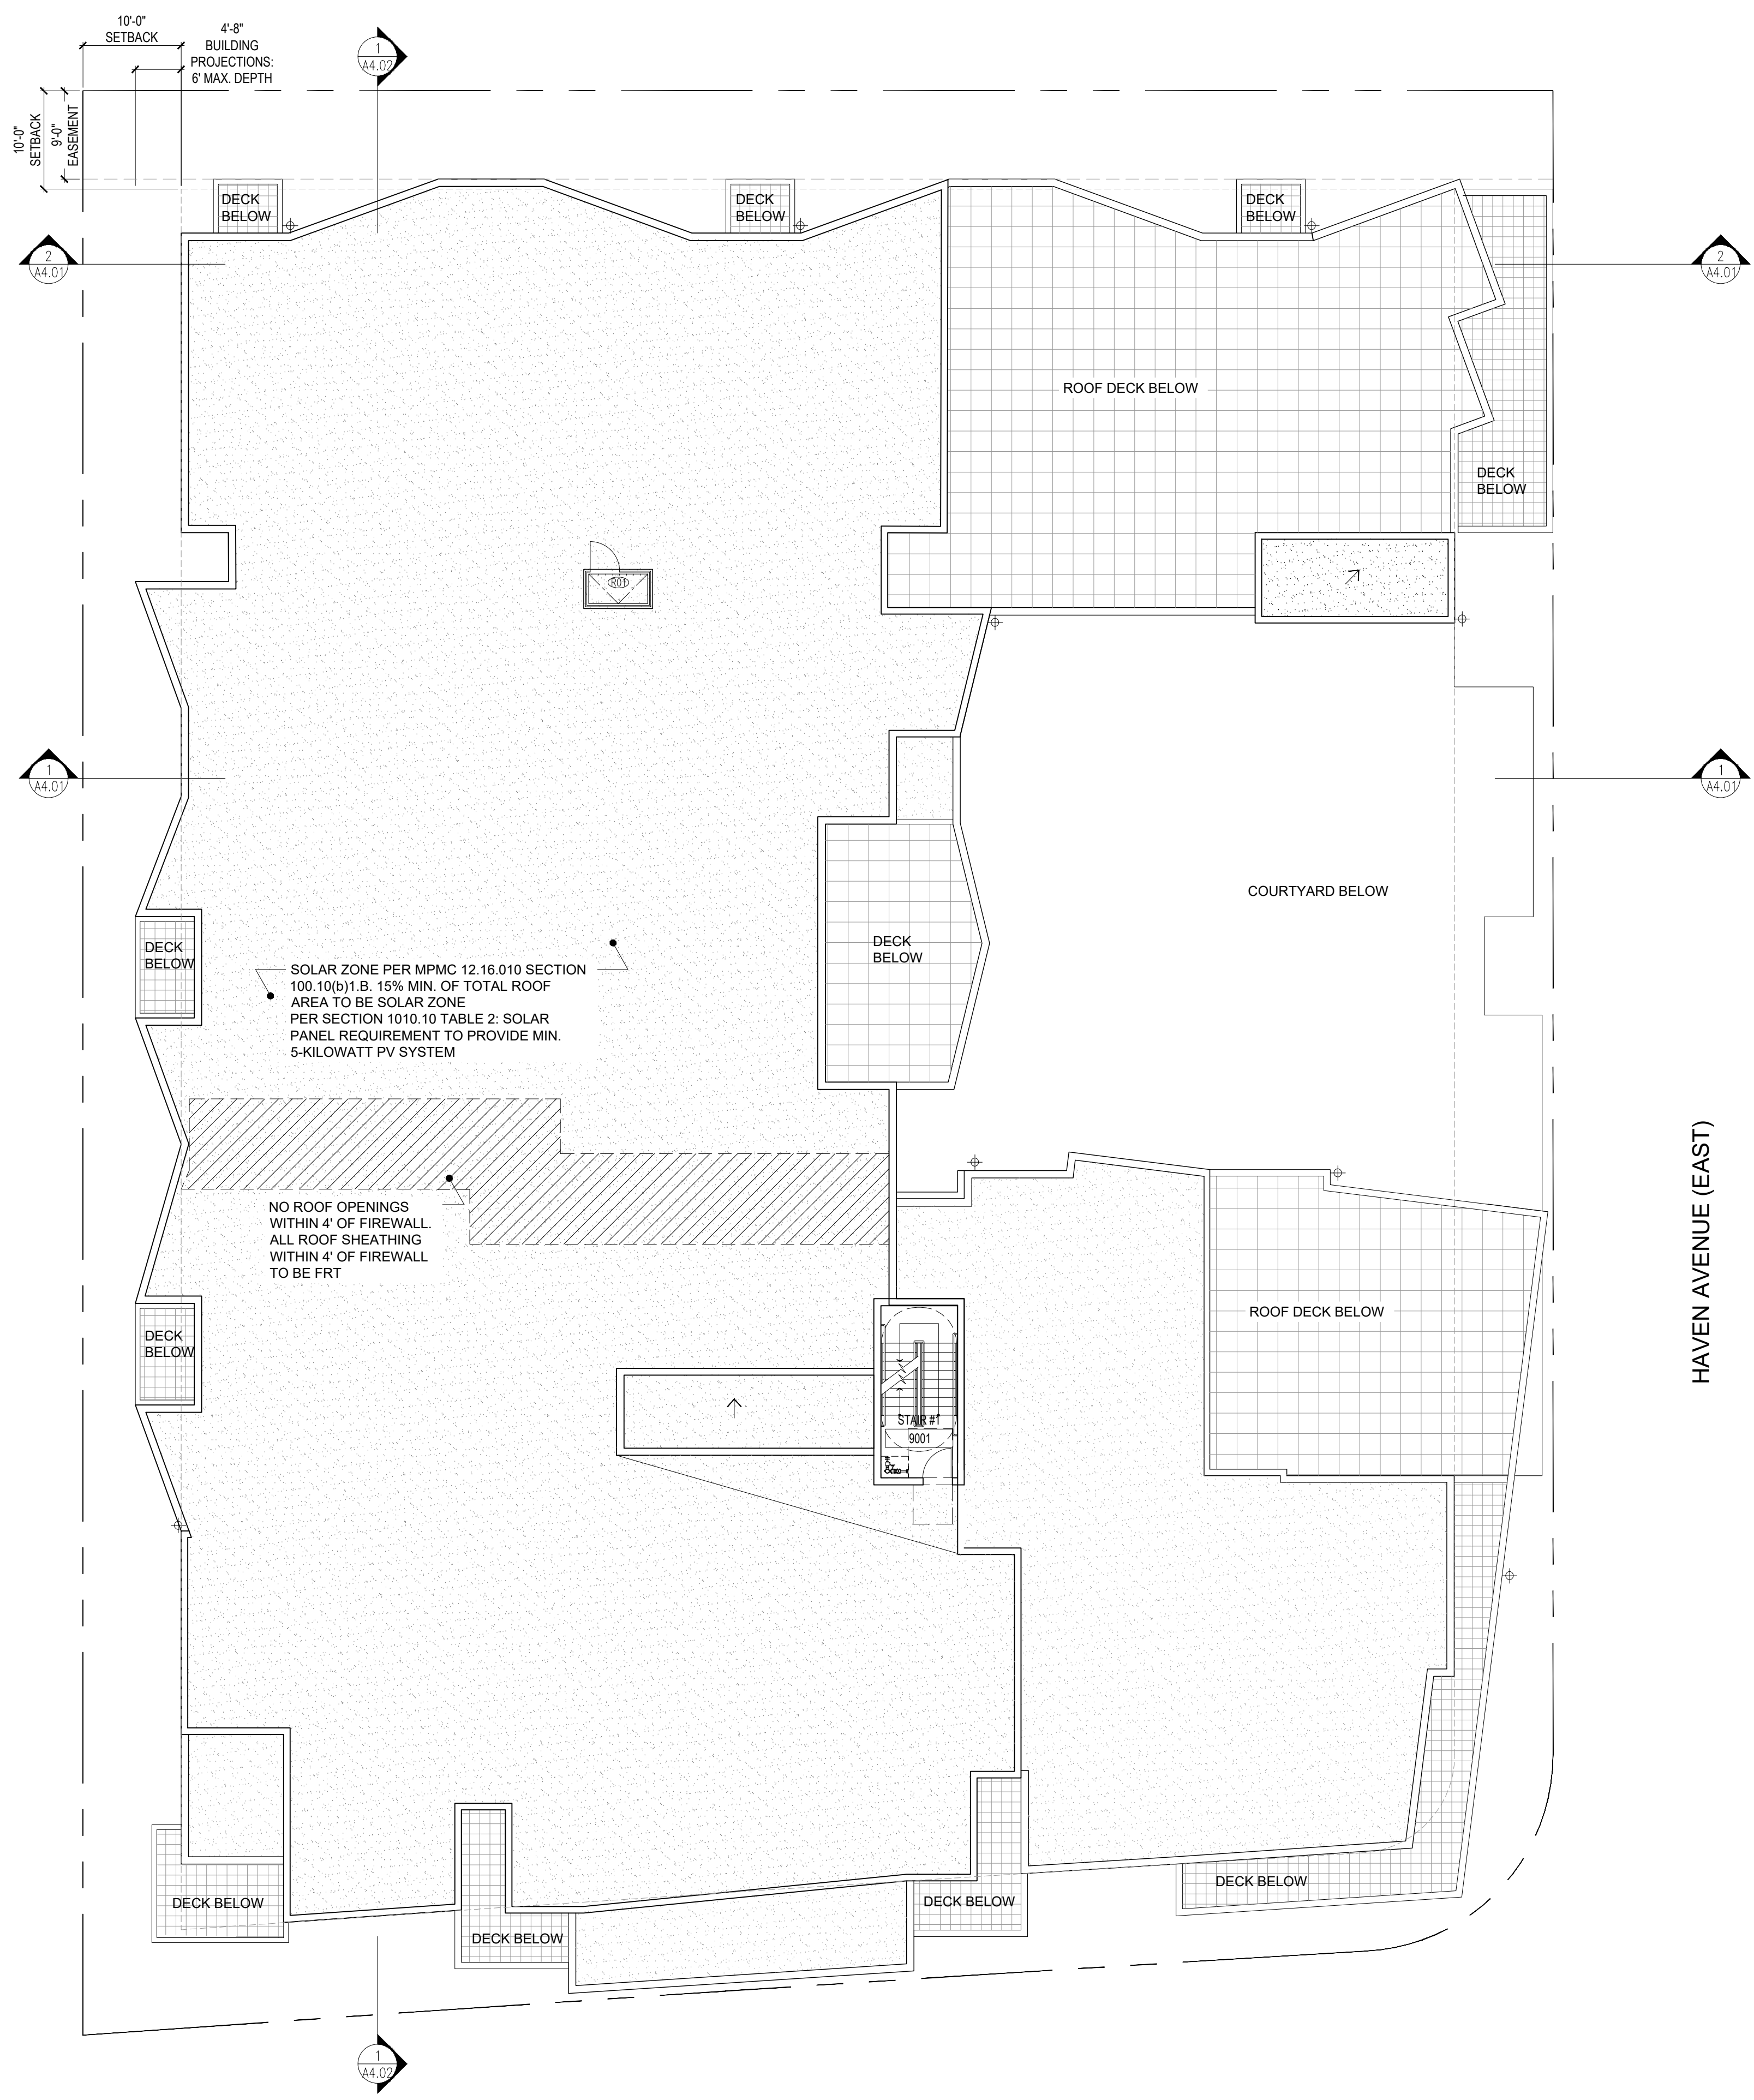 10'-0"
SETBACK
4'-8"
BUILDING
PROJECTIONS:
6' MAX. DEPTH
1
A4.02
10'-0"
SETBACK
9'-0"
EASEMENT
DECK
BELOW
DECK
BELOW
DECK
BELOW
2
A4.01
2
A4.01
ROOF DECK BELOW
DECK
BELOW
R01
1
A4.01
1
A4.01
COURTYARD BELOW
DECK
BELOW
DECK
BELOW
SOLAR ZONE PER MPMC 12.16.010 SECTION
100.10(b)1.B. 15% MIN. OF TOTAL ROOF
AREA TO BE SOLAR ZONE
PER SECTION 1010.10 TABLE 2: SOLAR
PANEL REQUIREMENT TO PROVIDE MIN.
5-KILOWATT PV SYSTEM
HAVEN AVENUE (EAST)
NO ROOF OPENINGS
WITHIN 4' OF FIREWALL.
ALL ROOF SHEATHING
WITHIN 4' OF FIREWALL
TO BE FRT
ROOF DECK BELOW
DECK
BELOW
STAIR #1
9001
DECK BELOW
DECK BELOW
DECK BELOW
DECK BELOW
1
A4.02